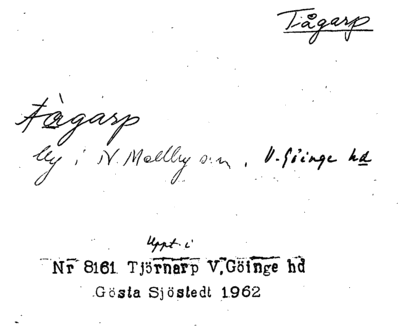 Tågarp
Tågarp
by i N. Mellby s:n, V. Göinge hd
Uppt. i
Nr 8161 Tjörnarp V. Göinge hd
Gösta Sjöstedt 1962